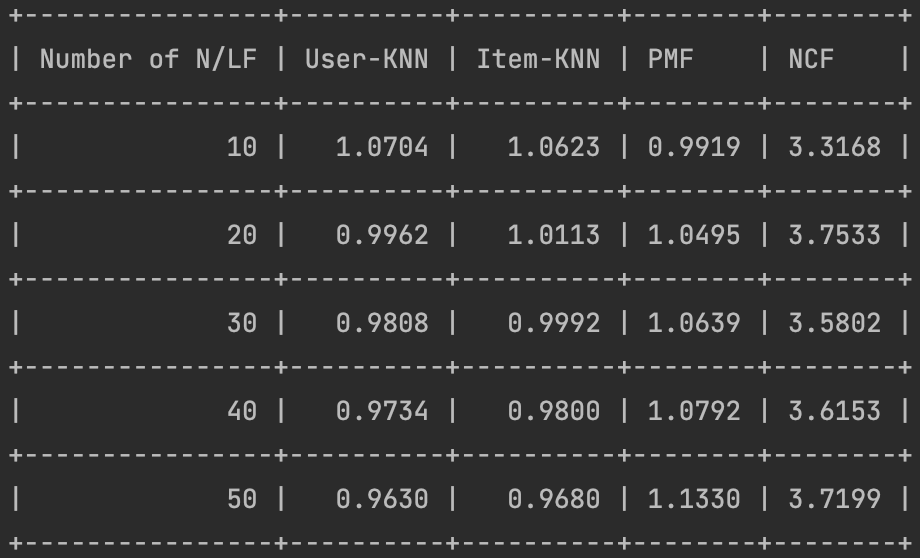 +-----------------+----------+----------+--------+--------+
| Number of N/LF | User-KNN | Item-KNN | PMF | NCF |
+-----------------+----------+----------+--------+--------+
| 10 | 1.0704 | 1.0623 | 0.9919 | 3.3168 |
+-----------------+----------+----------+--------+--------+
| 20 | 0.9962 | 1.0113 | 1.0495 | 3.7533 |
+-----------------+----------+----------+--------+--------+
| 30 | 0.9808 | 0.9992 | 1.0639 | 3.5802 |
+-----------------+----------+----------+--------+--------+
| 40 | 0.9734 | 0.9800 | 1.0792 | 3.6153 |
+-----------------+----------+----------+--------+--------+
| 50 | 0.9630 | 0.9680 | 1.1330 | 3.7199 |
+-----------------+----------+----------+--------+--------+